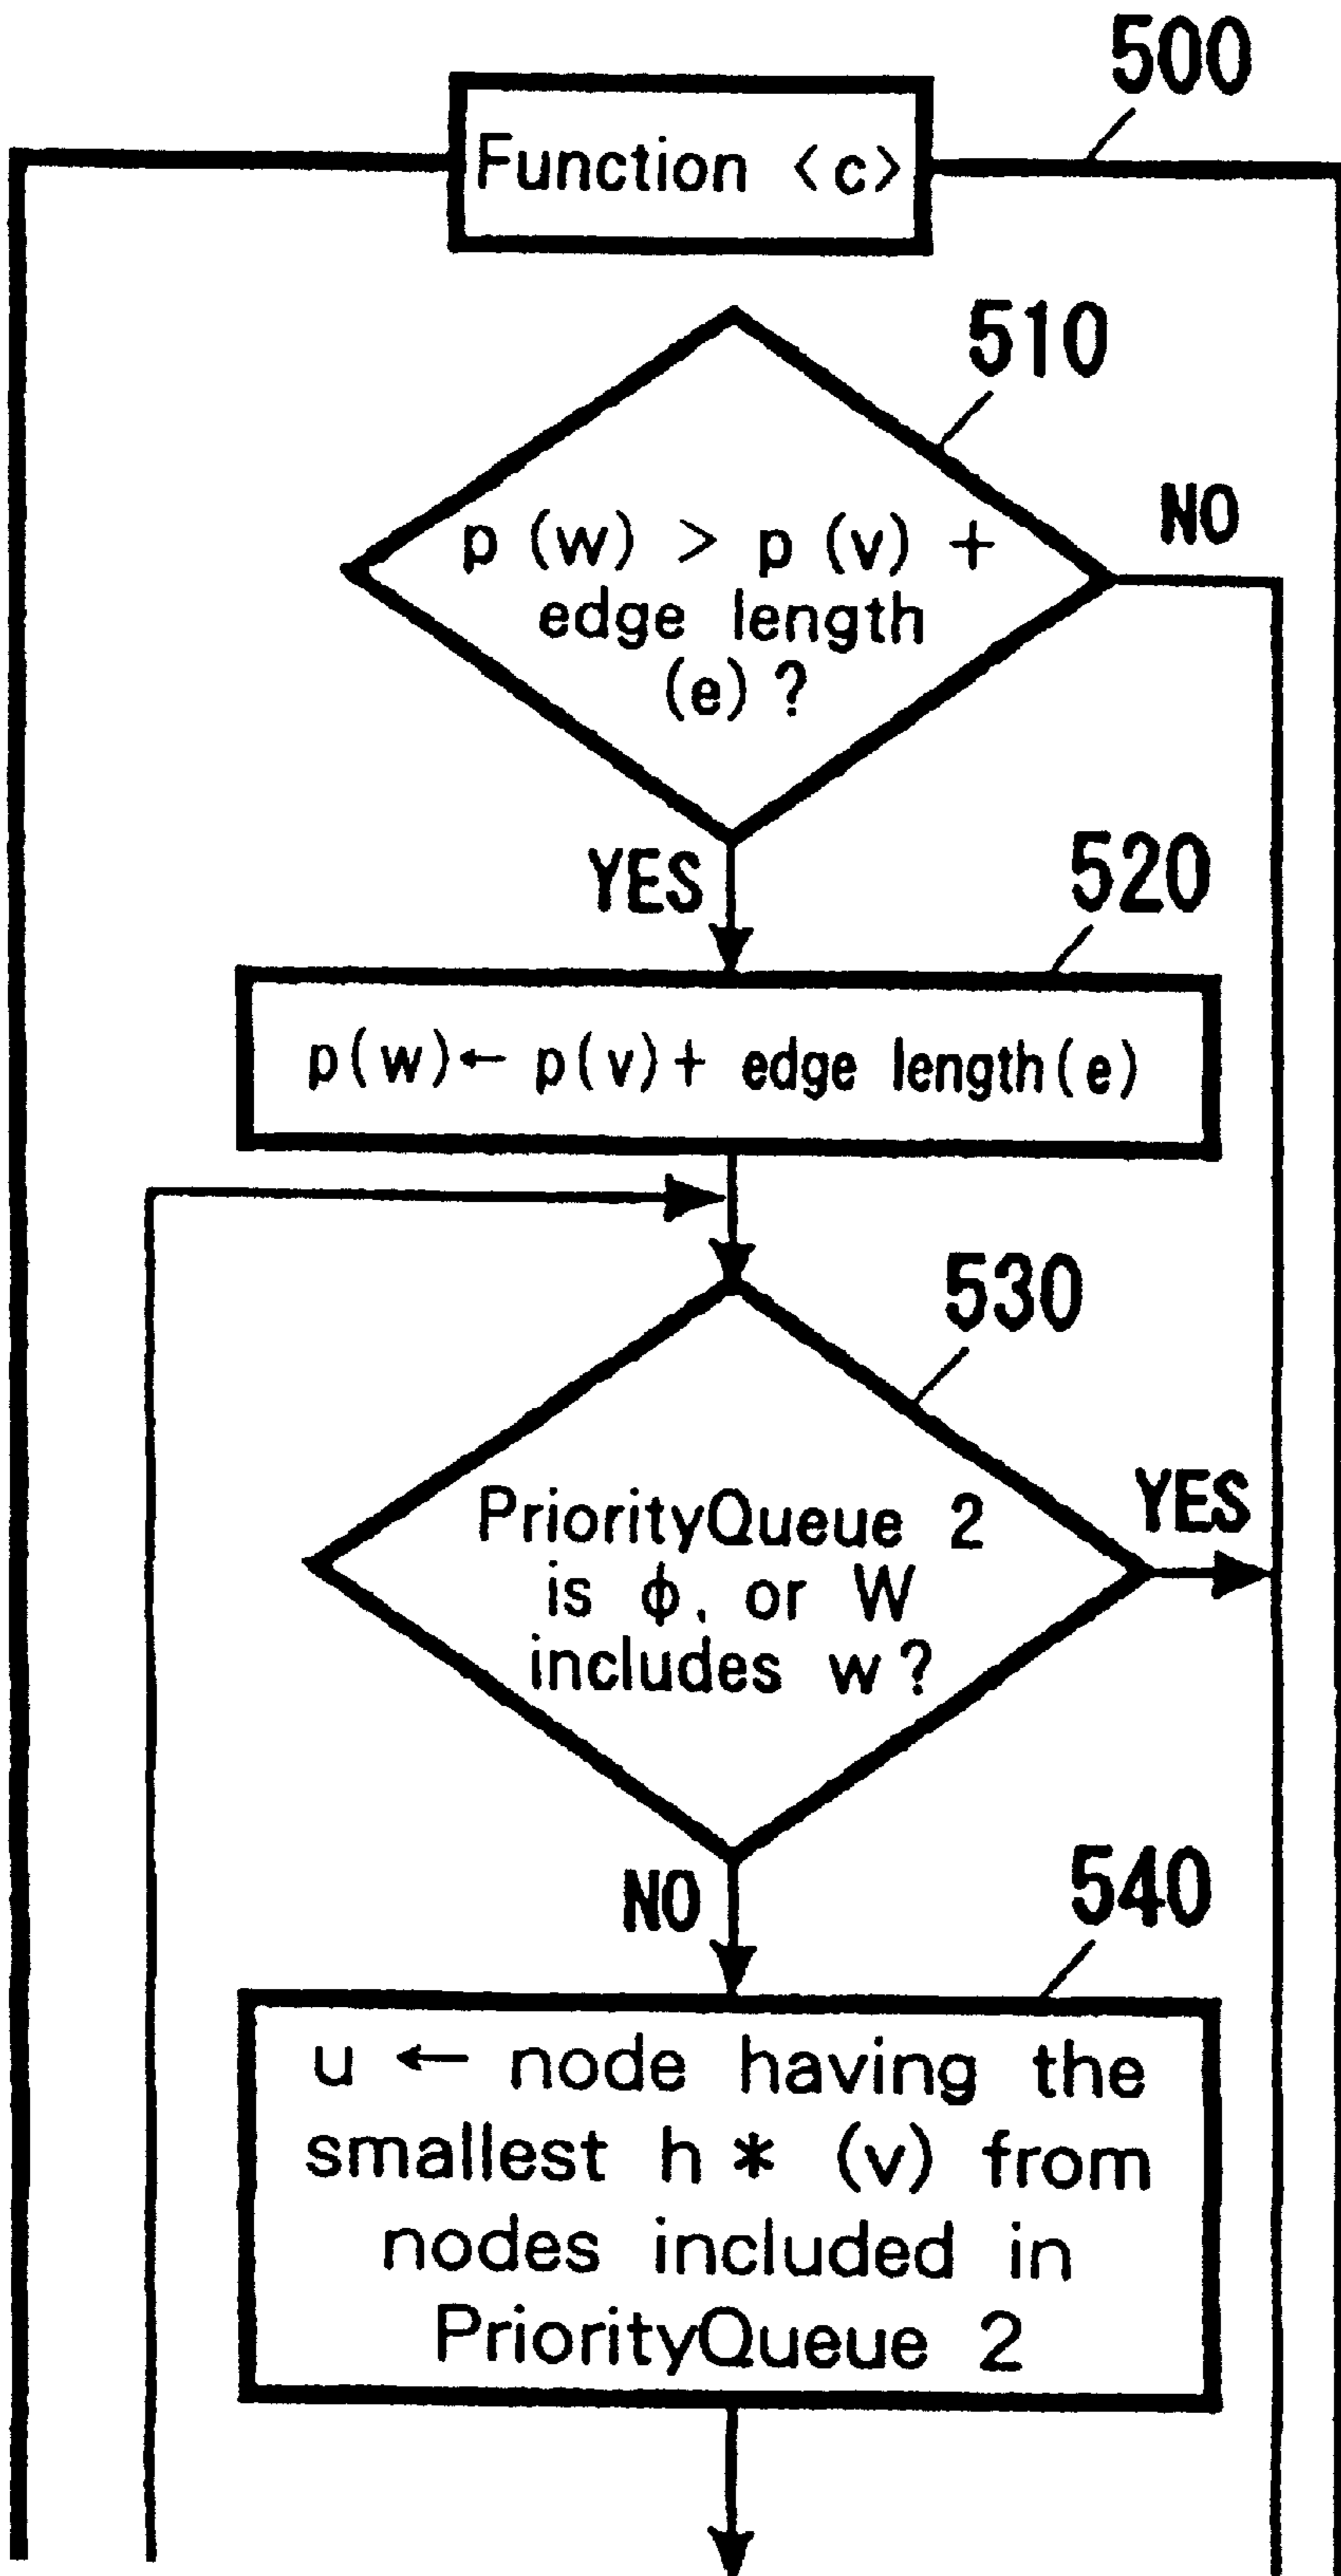 500
Function <c>
510
p (w) > p (v) +
edge length
(e) ?
NO
YES
520
p(w)← p(v)+ edge length(e)
530
PriorityQueue 2
is φ, or W
includes w?
YES
NO
540
u ← node having the
smallest h * (v) from
nodes included in
PriorityQueue 2